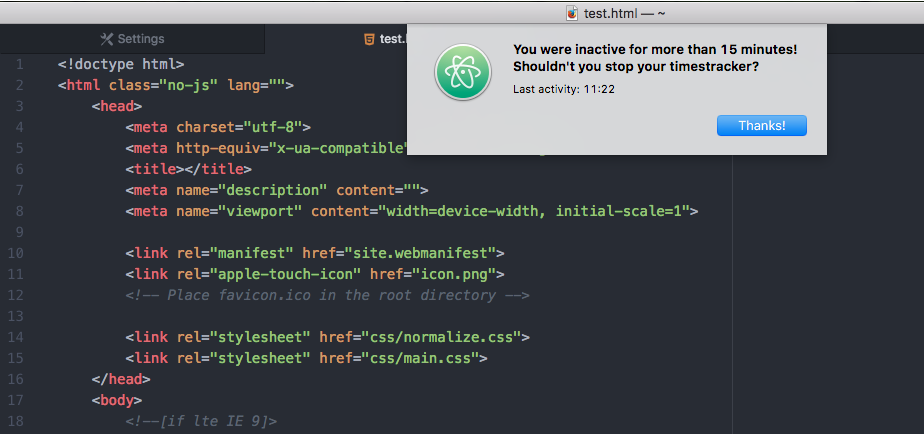 test.html — ~
Settings
test.
You were inactive for more than 15 minutes!
Shouldn't you stop your timestracker?
Last activity: 11:22
Thanks!
1 <!doctype html>
2 <html class="no-js" lang="">
3 <head>
4 <meta charset="utf-8">
5 <meta http-equiv="x-ua-compatible"
6 <title></title>
7 <meta name="description" content="">
8 <meta name="viewport" content="width=device-width, initial-scale=1">
9
10 <link rel="manifest" href="site.webmanifest">
11 <link rel="apple-touch-icon" href="icon.png">
12 <!-- Place favicon.ico in the root directory -->
13
14 <link rel="stylesheet" href="css/normalize.css">
15 <link rel="stylesheet" href="css/main.css">
16 </head>
17 <body>
18 <!--[if lte IE 9]>